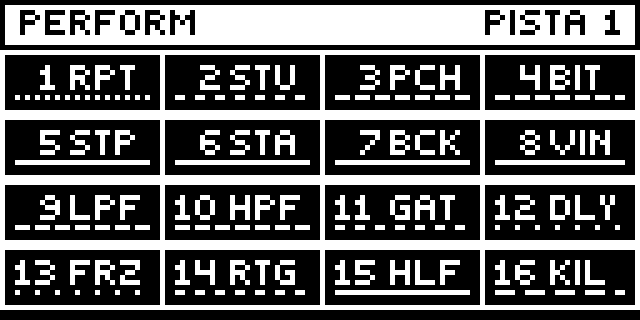 PERFORM PISTA 1
1 RPT 2 STU 3 PCH 4 BIT
5 STP 6 STA 7 BCK 8 VIN
9 LPF 10 HPF 11 GAT 12 DLY
13 FRZ 14 RTG 15 HLF 16 KIL